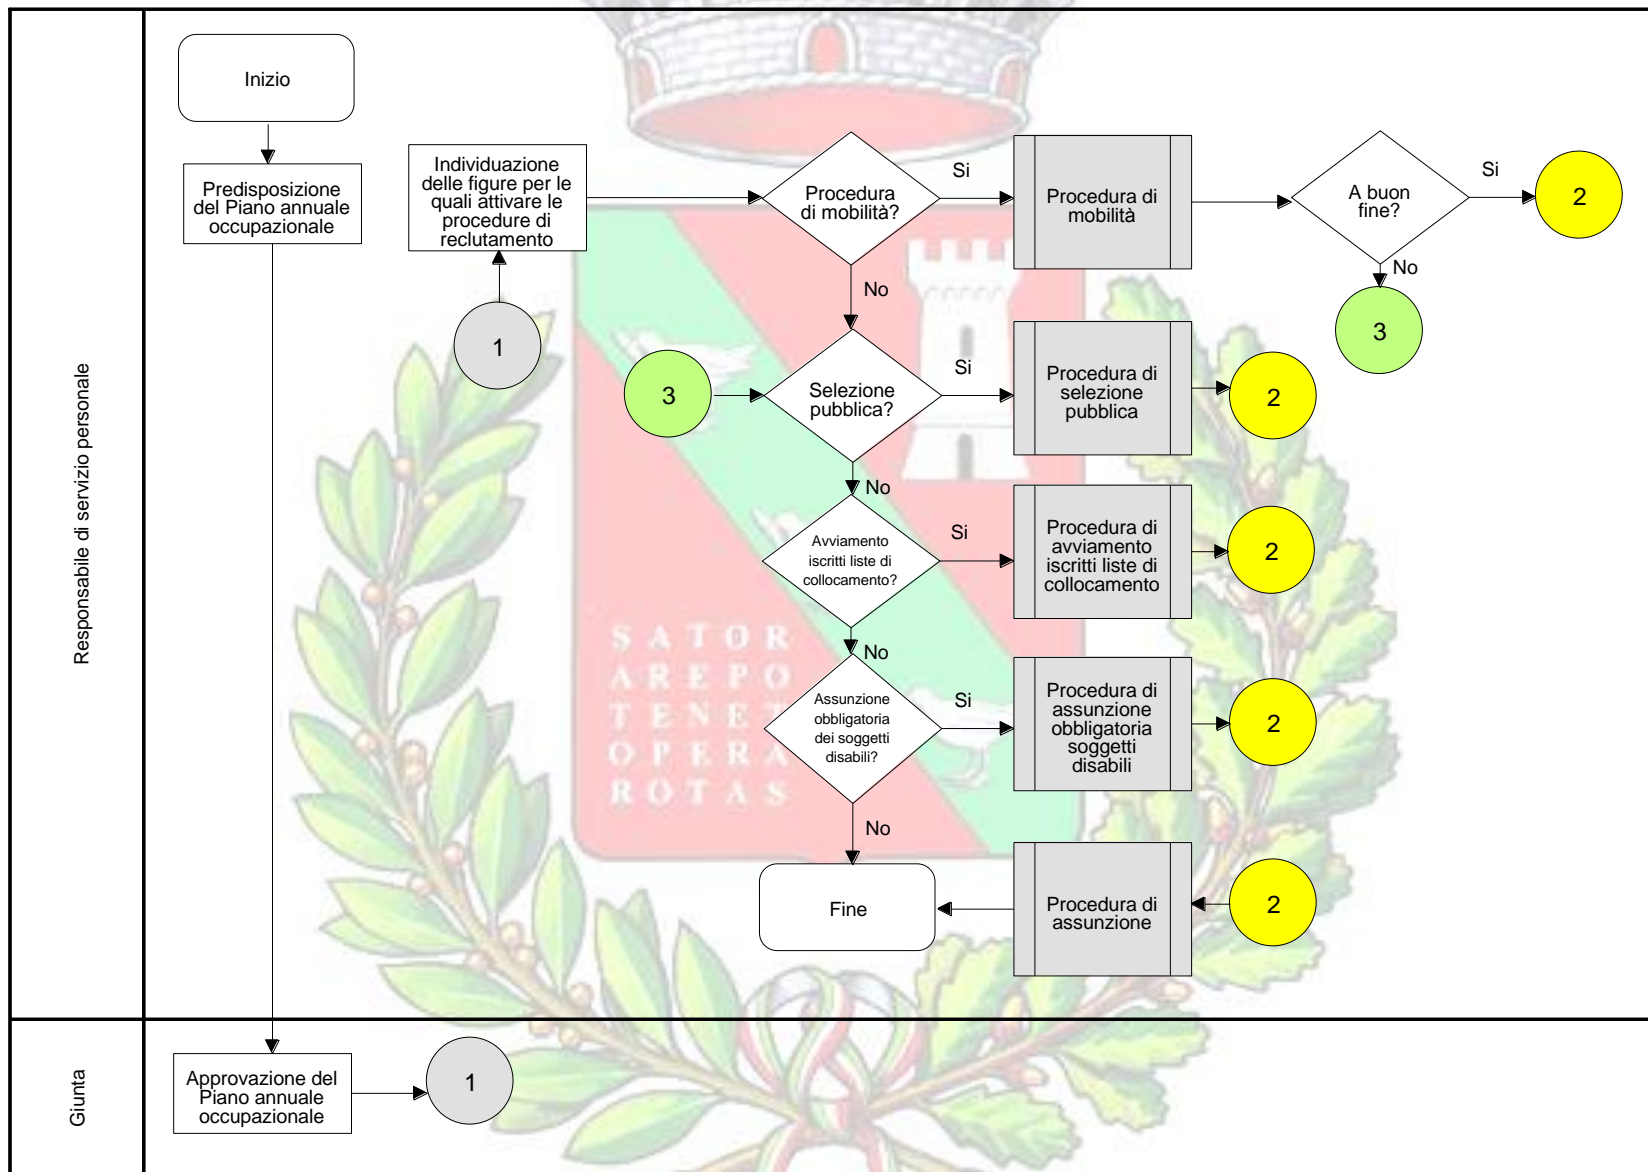 Responsabile di servizio personale
Inizio
Predisposizione
del Piano annuale
occupazionale
Individuazione
delle figure per le
quali attivare le
procedure di
reclutamento
1
Procedura
di mobilità?
Si
Procedura di
mobilità
A buon
fine?
Si
2
No
3
No
3
Selezione
pubblica?
Si
Procedura di
selezione
pubblica
2
No
Avviamento
iscritti liste di
collocamento?
Si
Procedura di
avviamento
iscritti liste di
collocamento
2
No
Assunzione
obbligatoria
dei soggetti
disabili?
Si
Procedura di
assunzione
obbligatoria
soggetti
disabili
2
No
Fine
Procedura di
assunzione
2
SATOR
AREPO
TENET
OPERA
ROTAS
Giunta
Approvazione del
Piano annuale
occupazionale
1